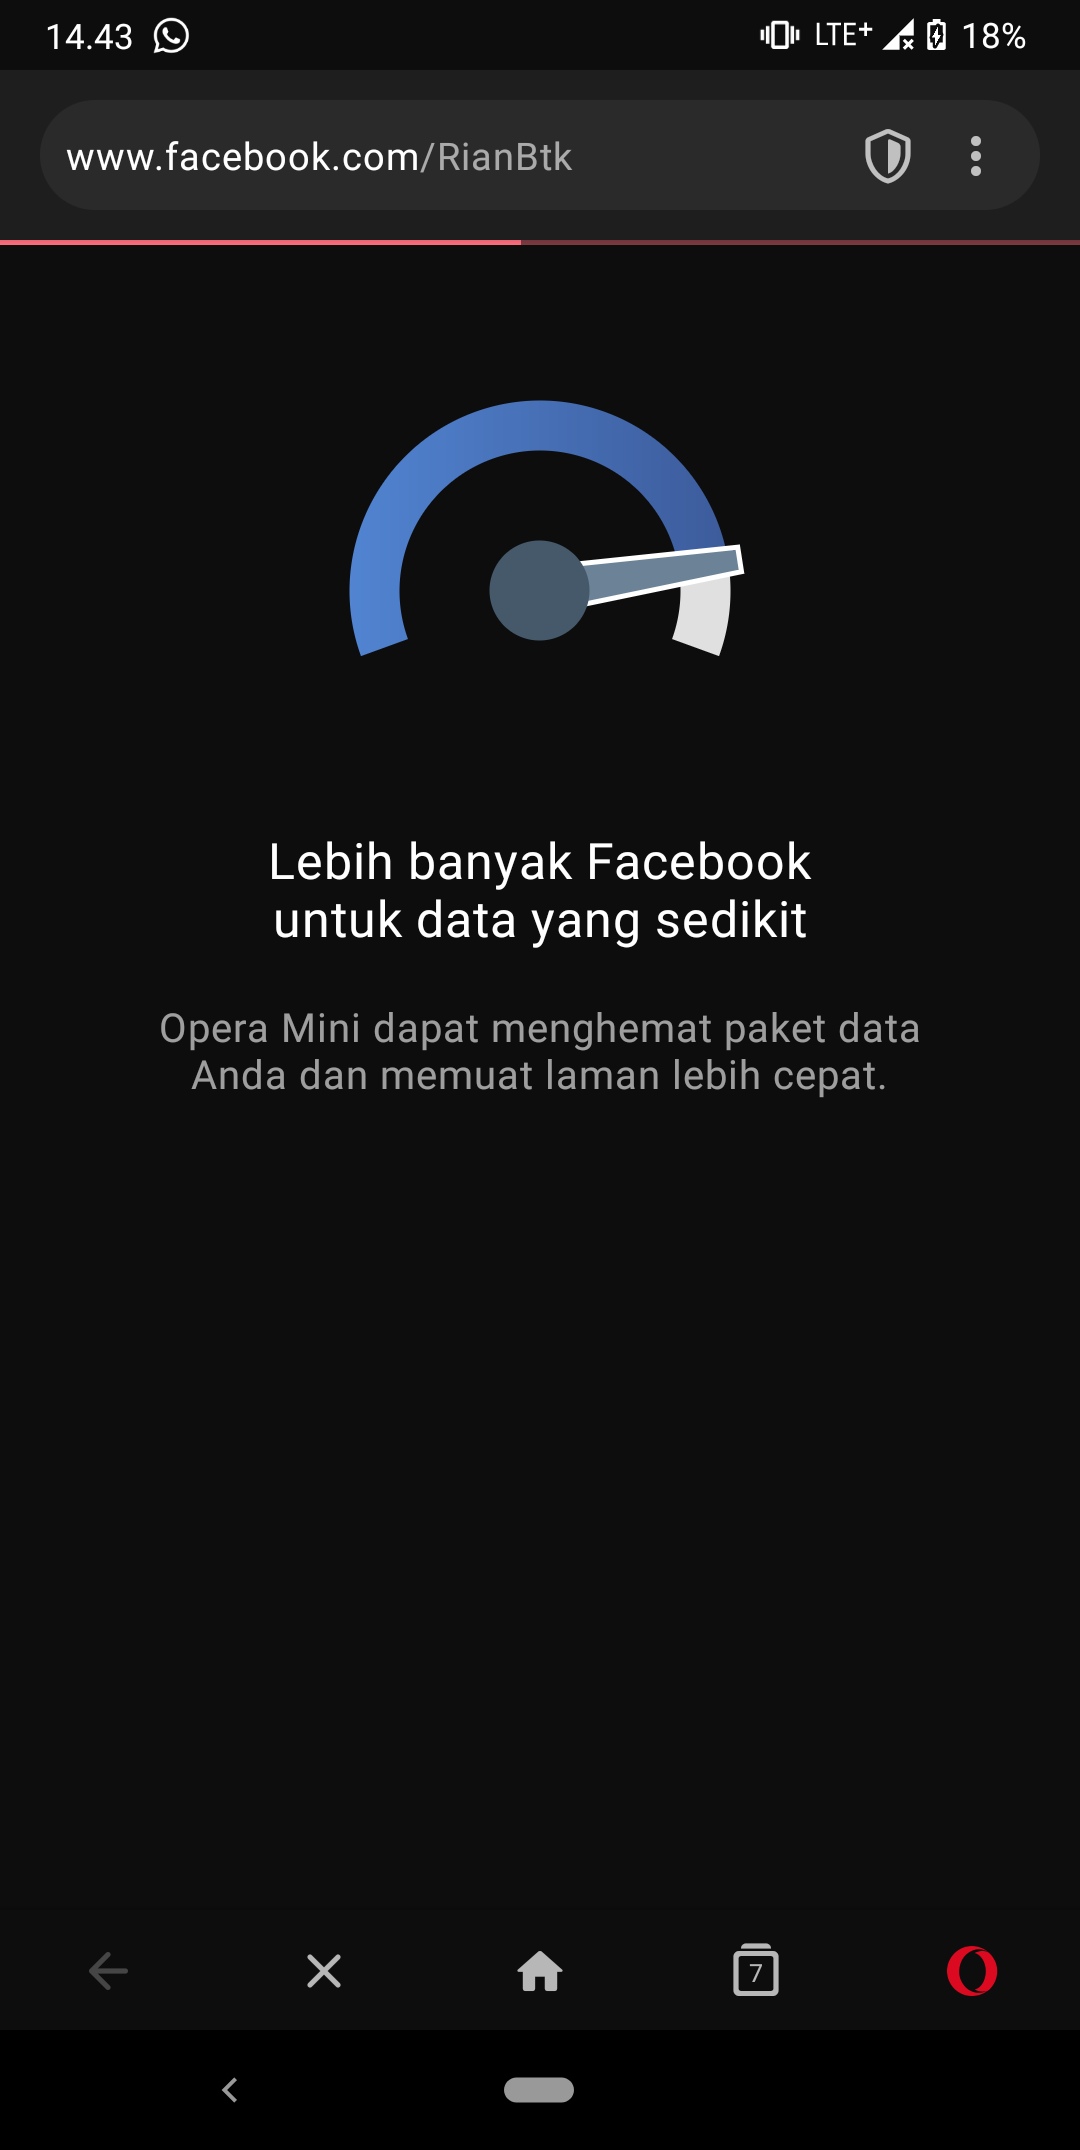 14.43 LTE+ 18%
www.facebook.com/RianBtk
Lebih banyak Facebook
untuk data yang sedikit
Opera Mini dapat menghemat paket data
Anda dan memuat laman lebih cepat.
7